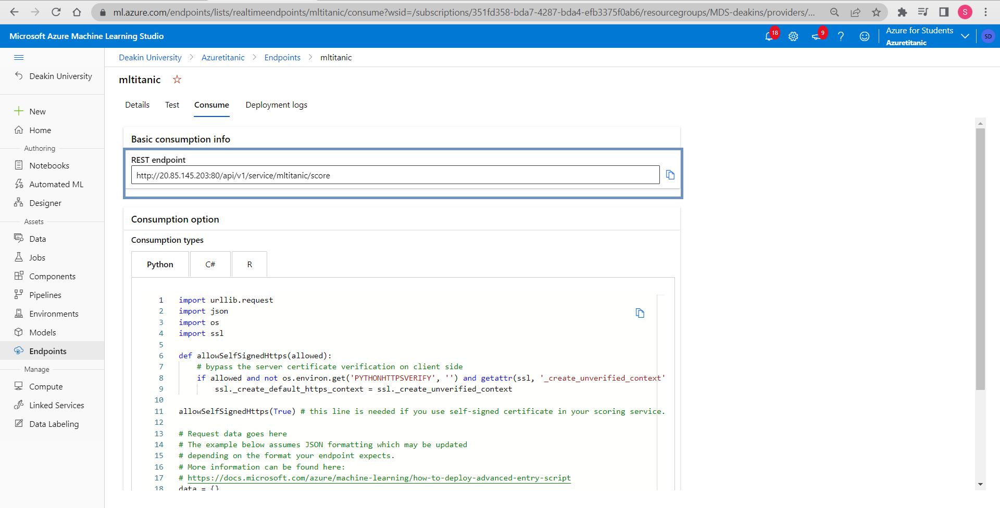 ml.azure.com/endpoints/lists/realtimeendpoints/mltitanic/consume?wsid=/subscriptions/351fd358-bda7-4287-bda4-efb3375f0ab6/resourcegroups/MDS-deakins/providers/...
S
Microsoft Azure Machine Learning Studio
18
9
?
Azure for Students
Azuretitanic
SD
Deakin University
New
Home
Authoring
Notebooks
Automated ML
Designer
Assets
Data
Jobs
Components
Pipelines
Environments
Models
Endpoints
Manage
Compute
Linked Services
Data Labeling
Deakin University > Azuretitanic > Endpoints > mltitanic
mltitanic
Details Test Consume Deployment logs
Basic consumption info
REST endpoint
http://20.85.145.203:80/api/v1/service/mltitanic/score
Consumption option
Consumption types
Python C# R
1 import urllib.request
2 import json
3 import os
4 import ssl
5
6 def allowSelfSignedHttps(allowed):
7 # bypass the server certificate verification on client side
8 if allowed and not os.environ.get('PYTHONHTTPSVERIFY', '') and getattr(ssl, '_create_unverified_context'
9 ssl._create_default_https_context = ssl._create_unverified_context
10
11 allowSelfSignedHttps(True) # this line is needed if you use self-signed certificate in your scoring service.
12
13 # Request data goes here
14 # The example below assumes JSON formatting which may be updated
15 # depending on the format your endpoint expects.
16 # More information can be found here:
17 # https://docs.microsoft.com/azure/machine-learning/how-to-deploy-advanced-entry-script
18 data = {}